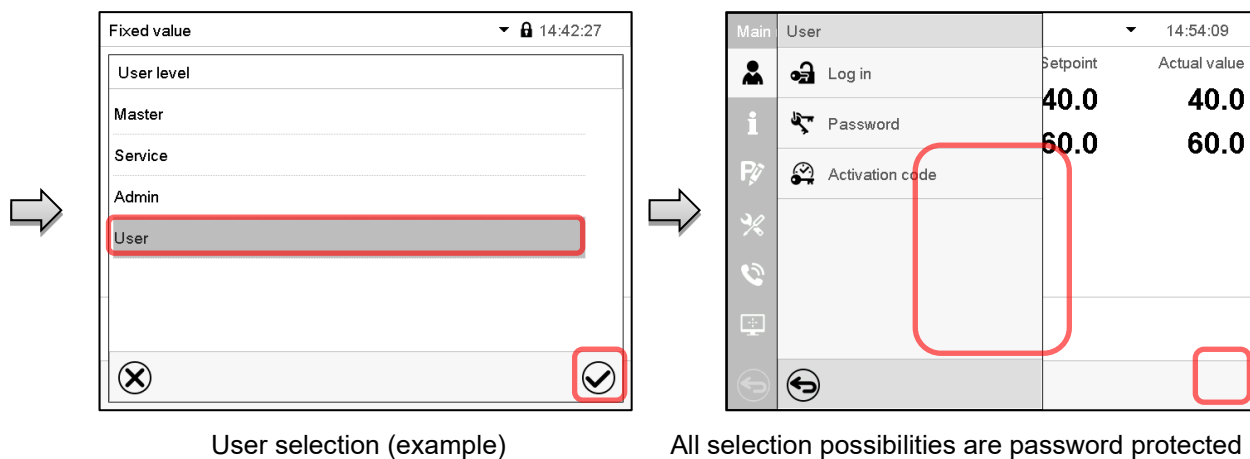 Fixed value 14:42:27
User level
Master
Service
Admin
User
User selection (example)
Main User 14:54:09
Setpoint Actual value
Log in
40.0 40.0
Password
60.0 60.0
Activation code
All selection possibilities are password protected